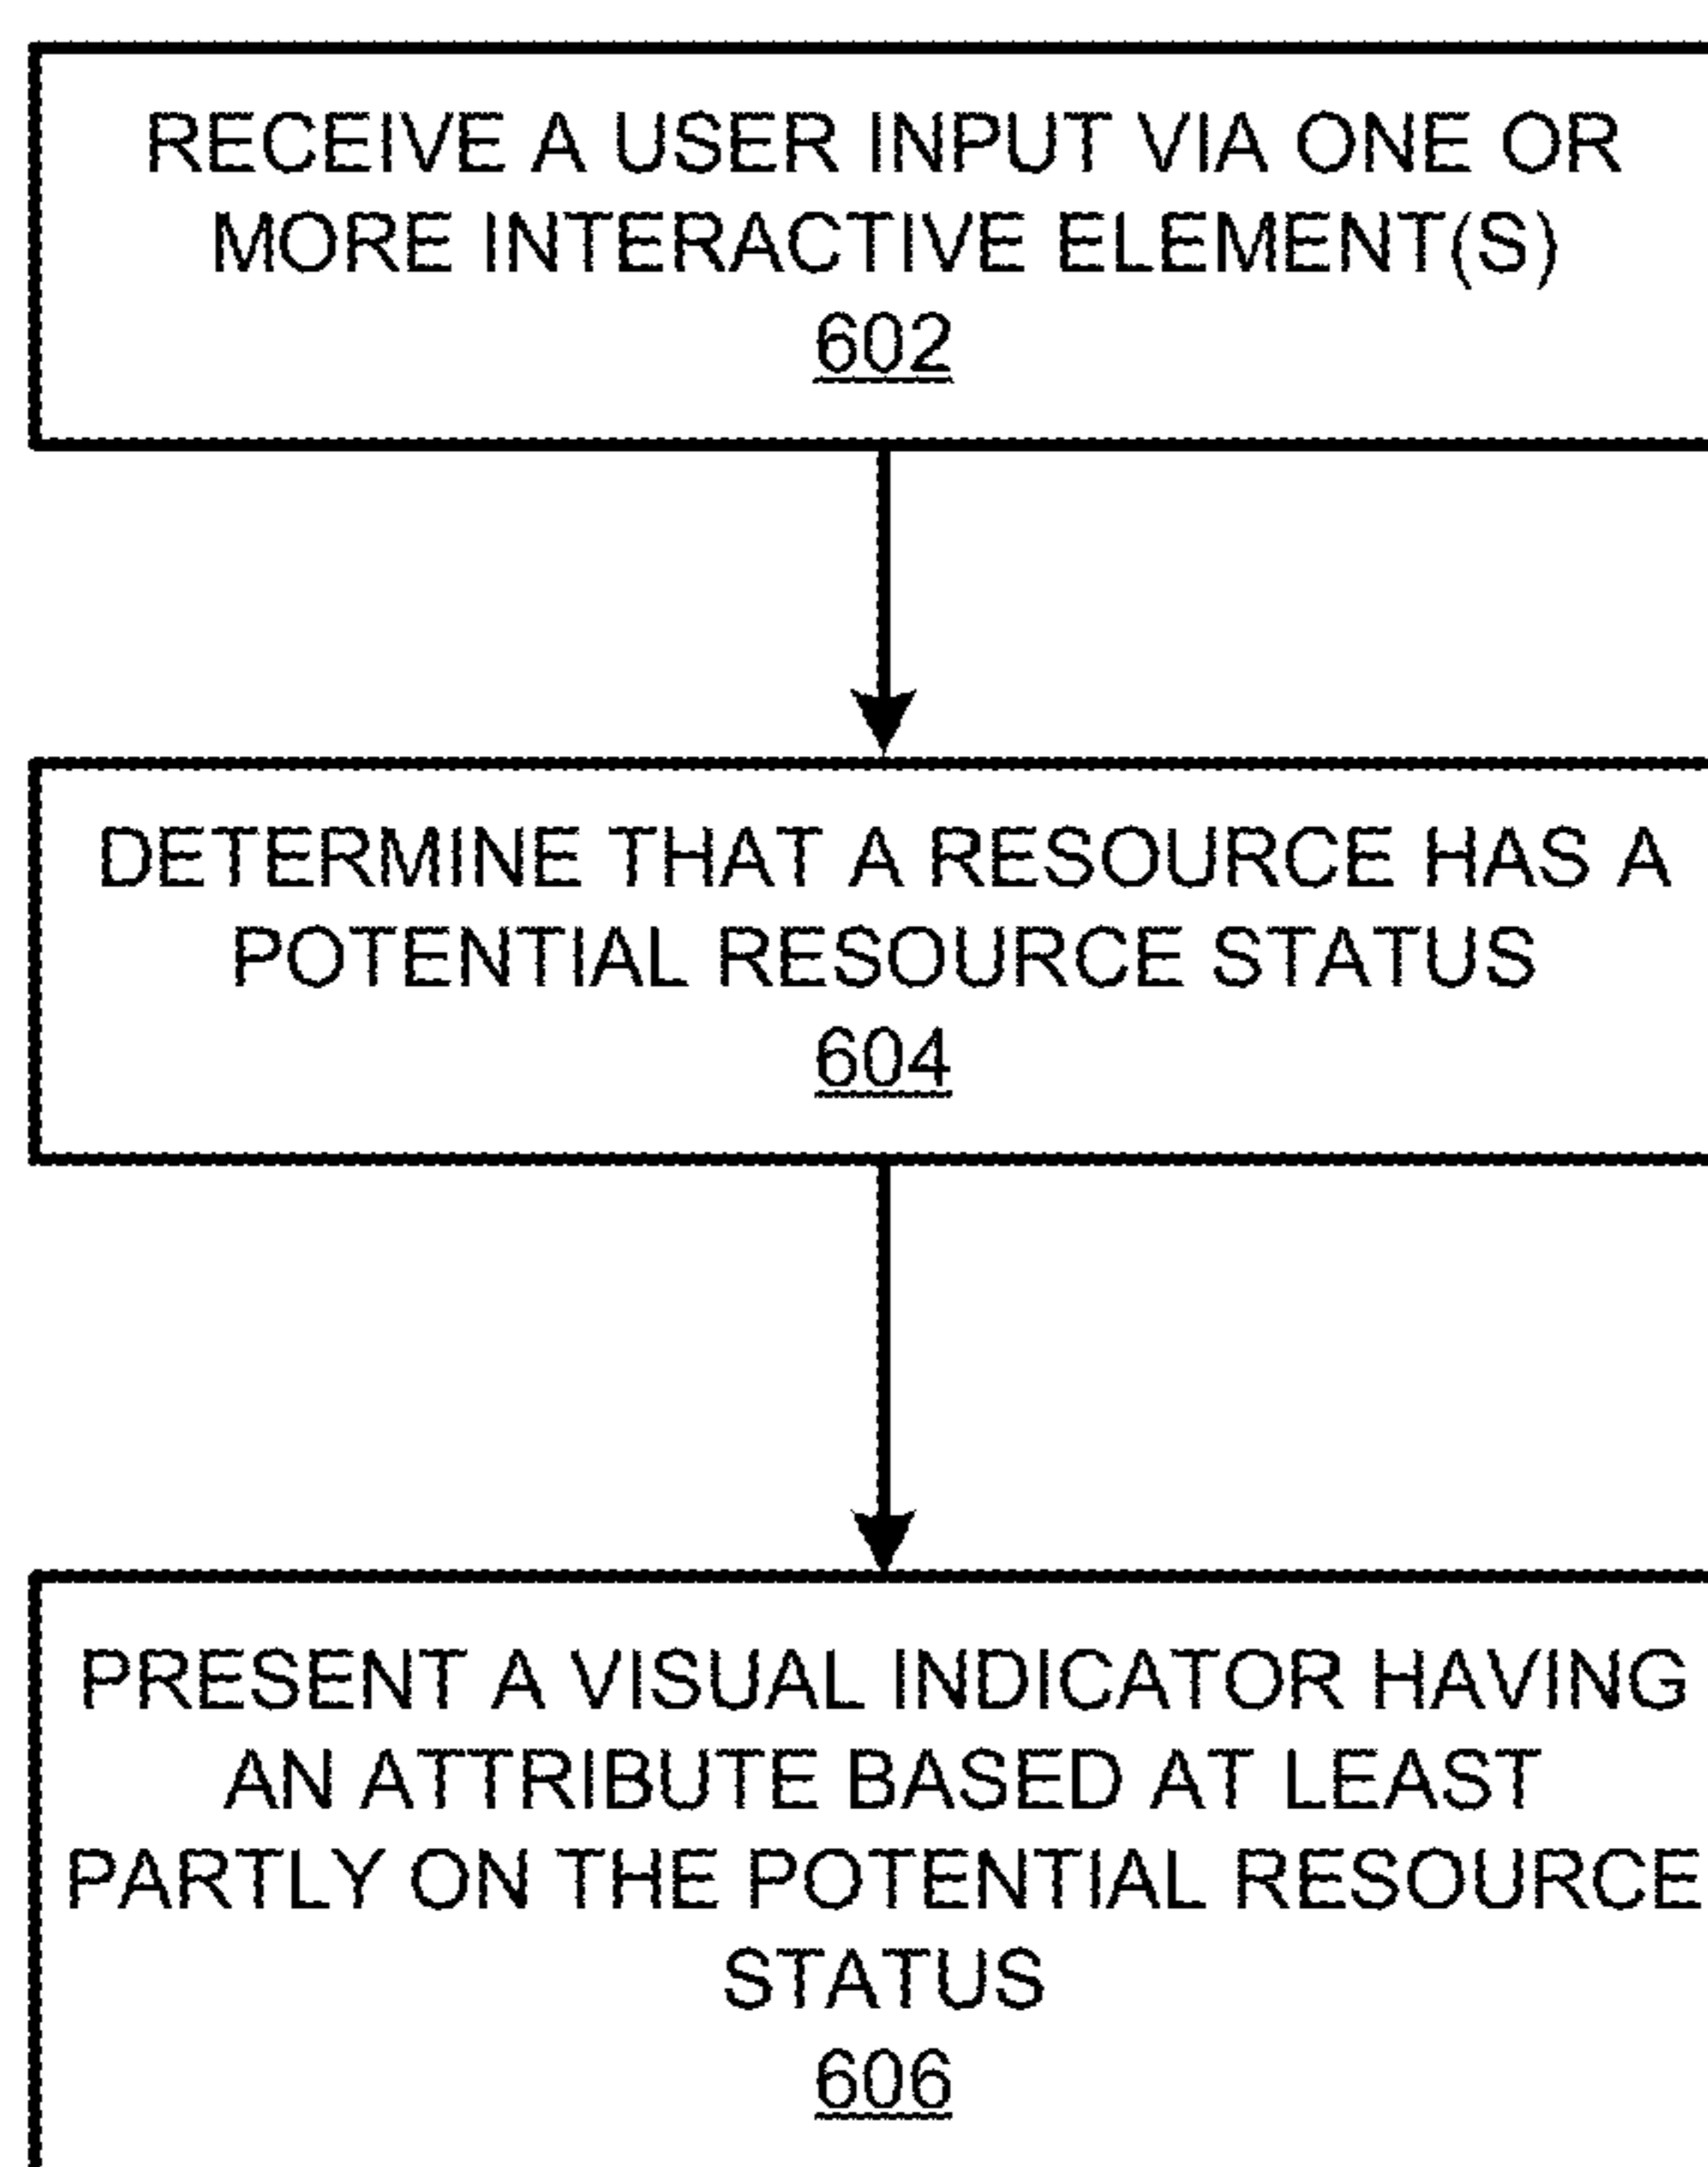 RECEIVE A USER INPUT VIA ONE OR
MORE INTERACTIVE ELEMENT(S)
602
DETERMINE THAT A RESOURCE HAS A
POTENTIAL RESOURCE STATUS
604
PRESENT A VISUAL INDICATOR HAVING
AN ATTRIBUTE BASED AT LEAST
PARTLY ON THE POTENTIAL RESOURCE
STATUS
606